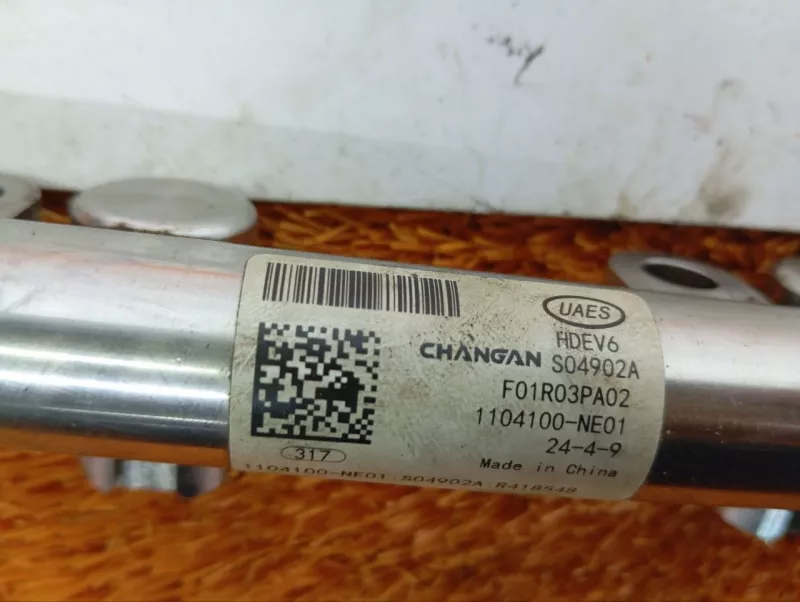 UAES
HDEV6
CHANGAN S04902A
F01R03PA02
1104100-NE01
24-4-9
317
Made in China
1104100-NE01 S04902A R418548